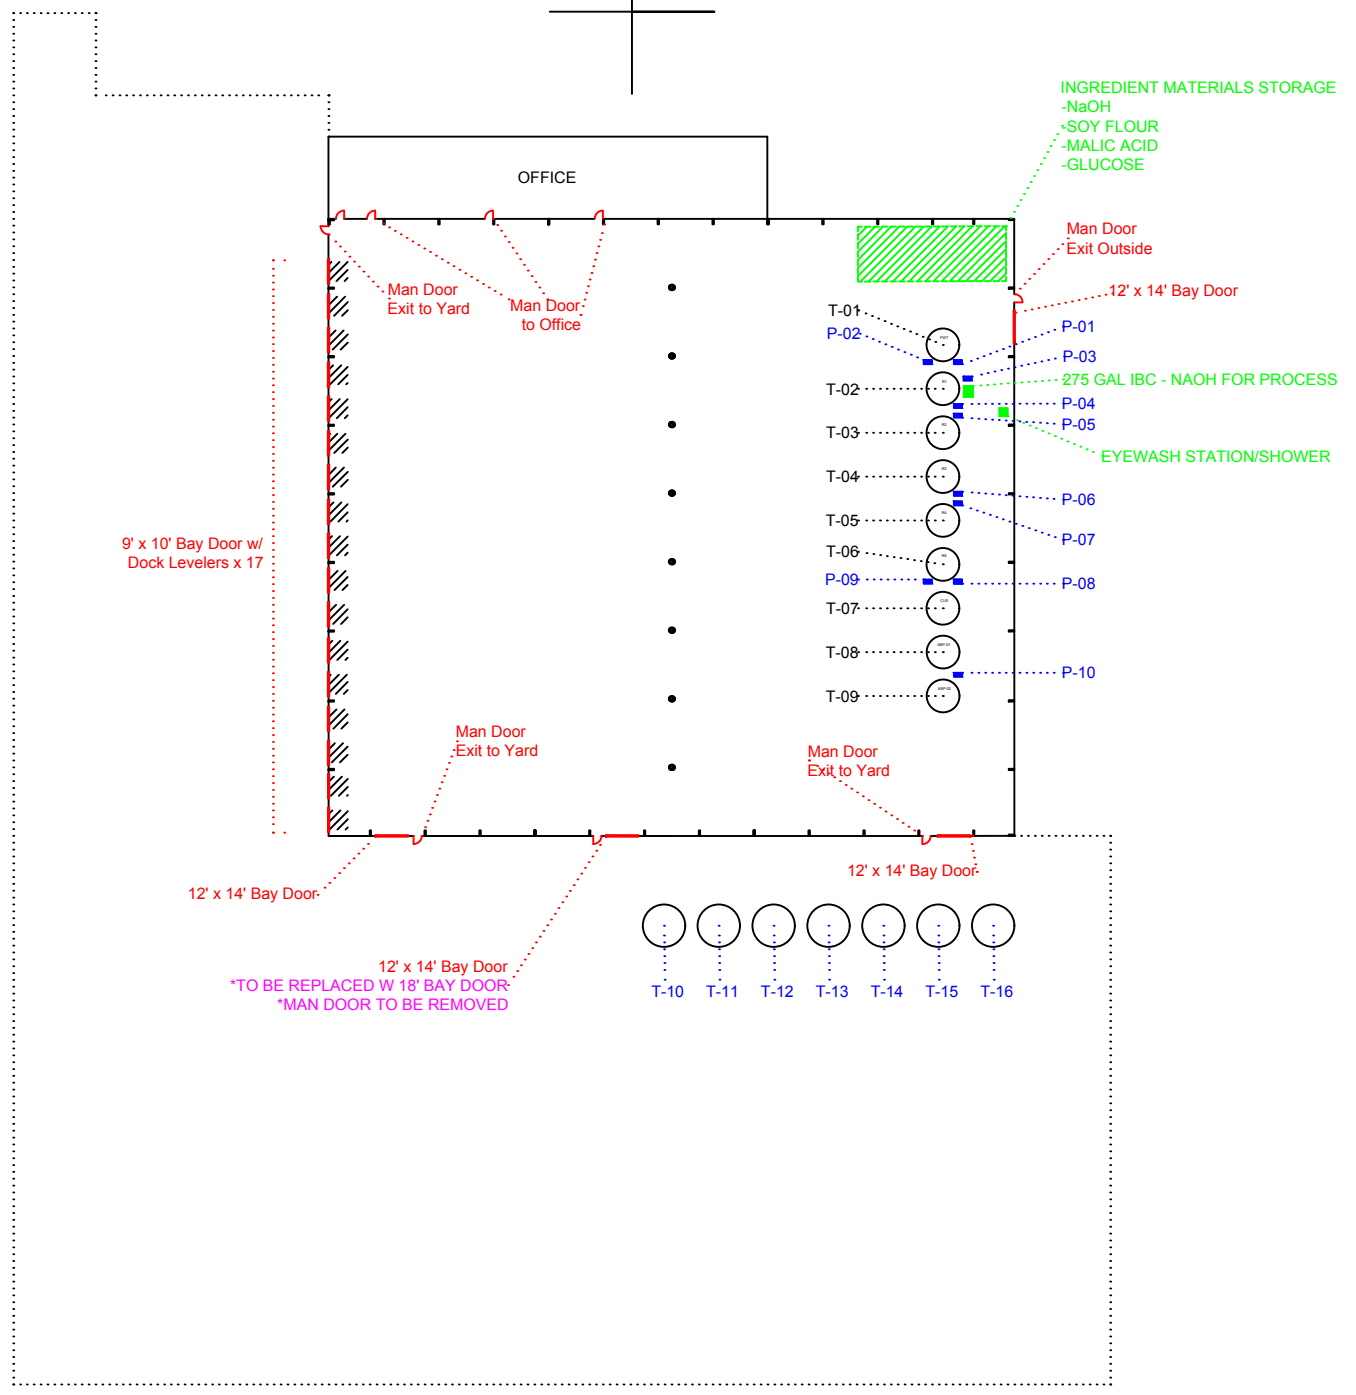 INGREDIENT MATERIALS STORAGE
-NaOH
-SOY FLOUR
-MALIC ACID
-GLUCOSE
OFFICE
Man Door
Exit Outside
Man Door
Exit to Yard
Man Door
to Office
12' x 14' Bay Door
T-01
P-02
P-01
P-03
275 GAL IBC - NAOH FOR PROCESS
T-02
P-04
P-05
T-03
EYEWASH STATION/SHOWER
T-04
P-06
T-05
P-07
9' x 10' Bay Door w/
Dock Levelers x 17
T-06
P-09
P-08
T-07
T-08
P-10
T-09
Man Door
Exit to Yard
Man Door
Exit to Yard
12' x 14' Bay Door
12' x 14' Bay Door
12' x 14' Bay Door
*TO BE REPLACED W 18' BAY DOOR
*MAN DOOR TO BE REMOVED
T-10
T-11
T-12
T-13
T-14
T-15
T-16